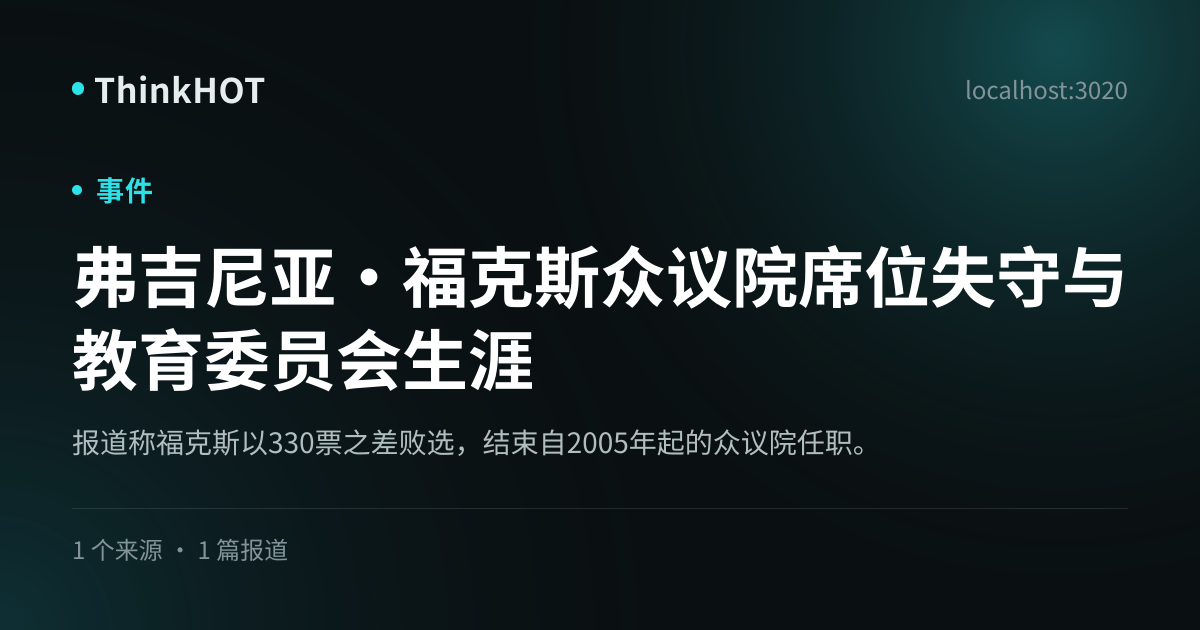 ThinkHOT
localhost:3020
事件
弗吉尼亚・福克斯众议院席位失守与
教育委员会生涯
报道称福克斯以330票之差败选，结束自2005年起的众议院任职。
1 个来源 · 1 篇报道